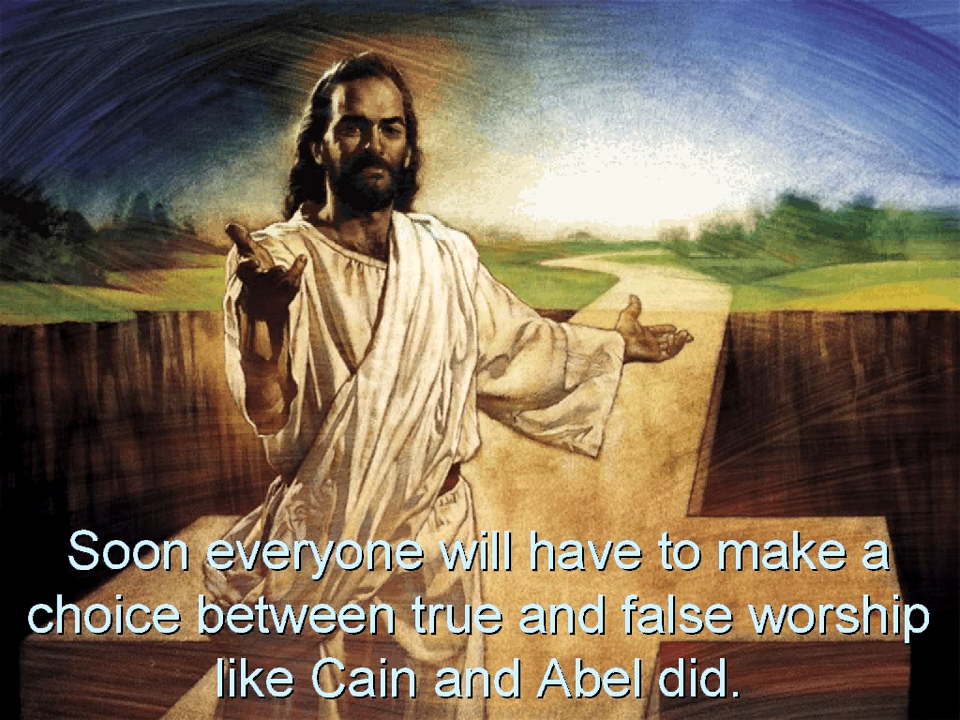 Soon everyone will have to make a
choice between true and false worship
like Cain and Abel did.